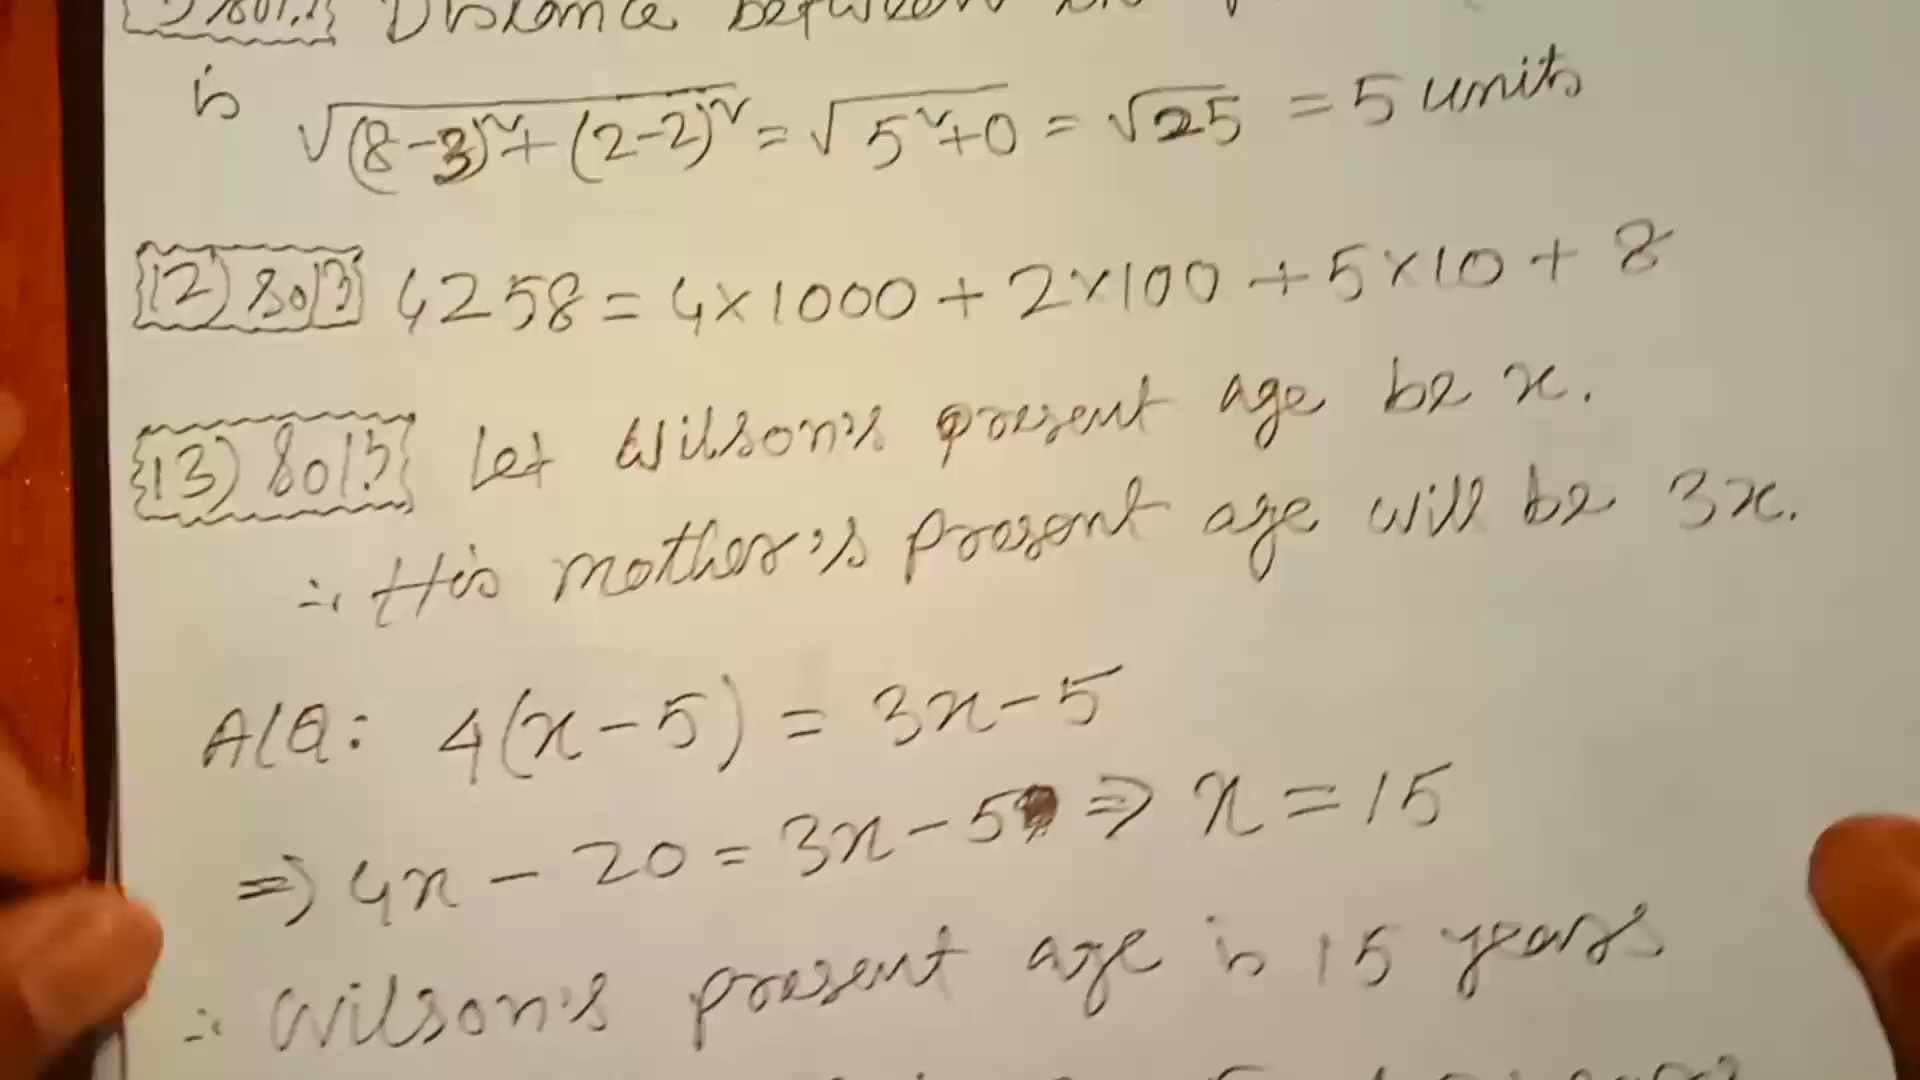 Distance between
is √(8-3)²+(2-2)² = √5²+0 = √25 = 5 units
12) Sol? 4258 = 4×1000 + 2×100 + 5×10 + 8
13) Sol? Let Wilson's present age be x.
∴ His mother's present age will be 3x.
A/Q: 4(x-5) = 3x-5
⇒ 4x - 20 = 3x-5 ⇒ x = 15
∴ Wilson's present age is 15 years